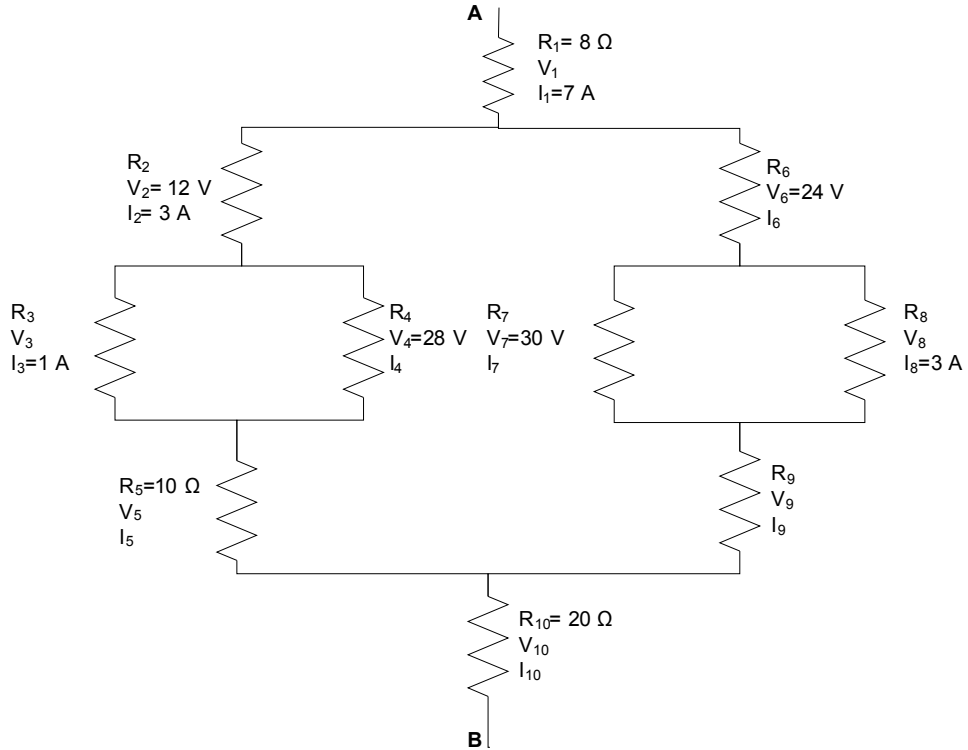 A
R₁= 8 Ω
V₁
I₁=7 A
R₂
V₂= 12 V
I₂= 3 A
R₆
V₆=24 V
I₆
R₃
V₃
I₃=1 A
R₄
V₄=28 V
I₄
R₇
V₇=30 V
I₇
R₈
V₈
I₈=3 A
R₅=10 Ω
V₅
I₅
R₉
V₉
I₉
R₁₀= 20 Ω
V₁₀
I₁₀
B